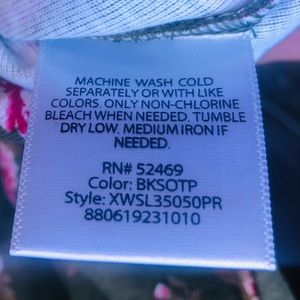 MACHINE WASH COLD
SEPARATELY OR WITH LIKE
COLORS. ONLY NON-CHLORINE
BLEACH WHEN NEEDED. TUMBLE
DRY LOW. MEDIUM IRON IF
NEEDED.
RN# 52469
Color: BKSOTP
Style: XWSL35050PR
880619231010